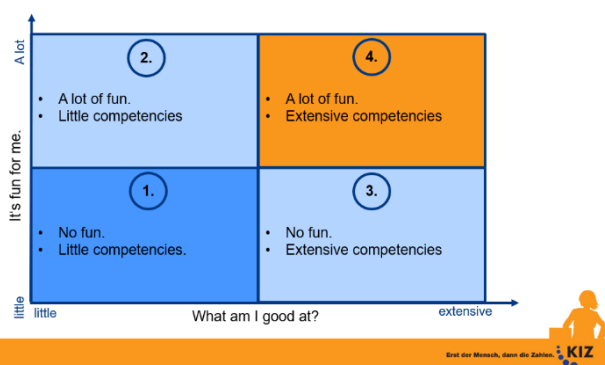 A lot
It's fun for me.
little
2.
• A lot of fun.
• Little competencies
4.
• A lot of fun.
• Extensive competencies
1.
• No fun.
• Little competencies.
3.
• No fun.
• Extensive competencies
little
What am I good at?
extensive
Erst der Mensch, dann die Zahlen.
KIZ